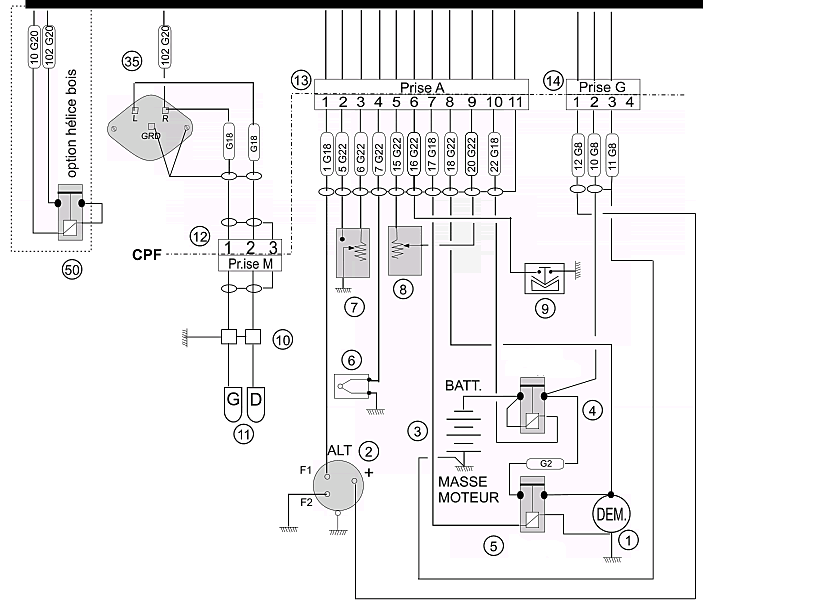 10 G20
102 G20
option hélice bois
50
35
102 G20
L
R
GRD
G18
G18
12
1 2 3
CPF
Pr.ise M
10
G D
11
13
Prise A
1 2 3 4 5 6 7 8 9 10 11
1 G18
5 G22
6 G22
7 G22
15 G22
16 G22
17 G18
18 G22
20 G22
22 G18
14
Prise G
1 2 3 4
12 G8
10 G8
11 G8
7
8
9
6
BATT.
4
3
ALT
2
F1
+
F2
G2
MASSE
MOTEUR
DEM.
1
5